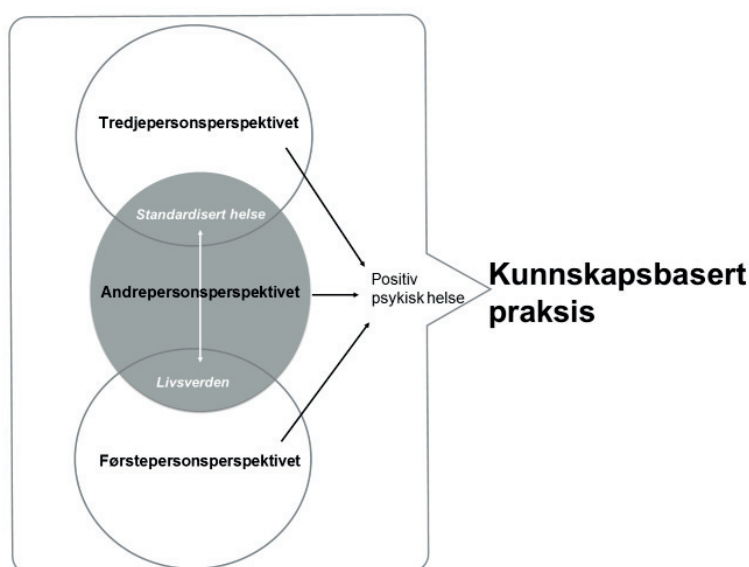 Tredjepersonsperspektivet
Standardisert helse
Andrepersonsperspektivet
Livsverden
Førstepersonsperspektivet
Positiv
psykisk helse
Kunnskapsbasert
praksis